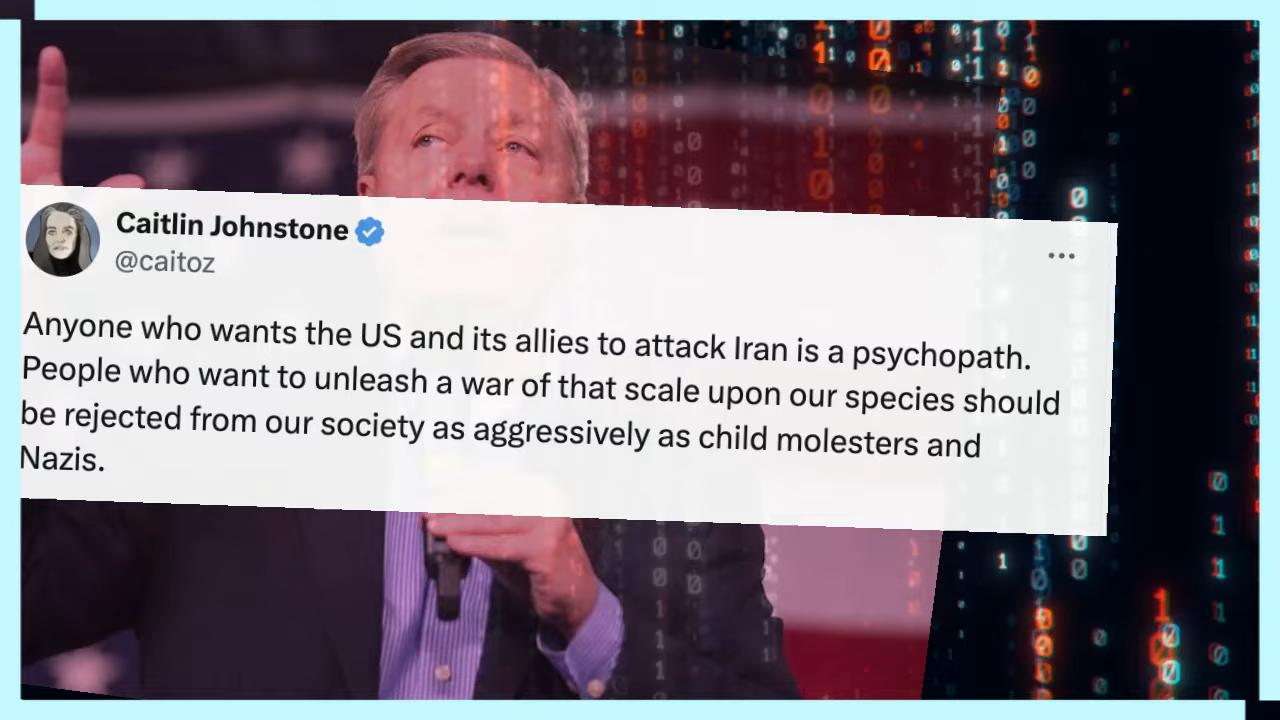 Caitlin Johnstone
@caitoz
Anyone who wants the US and its allies to attack Iran is a psychopath.
People who want to unleash a war of that scale upon our species should
be rejected from our society as aggressively as child molesters and
Nazis.